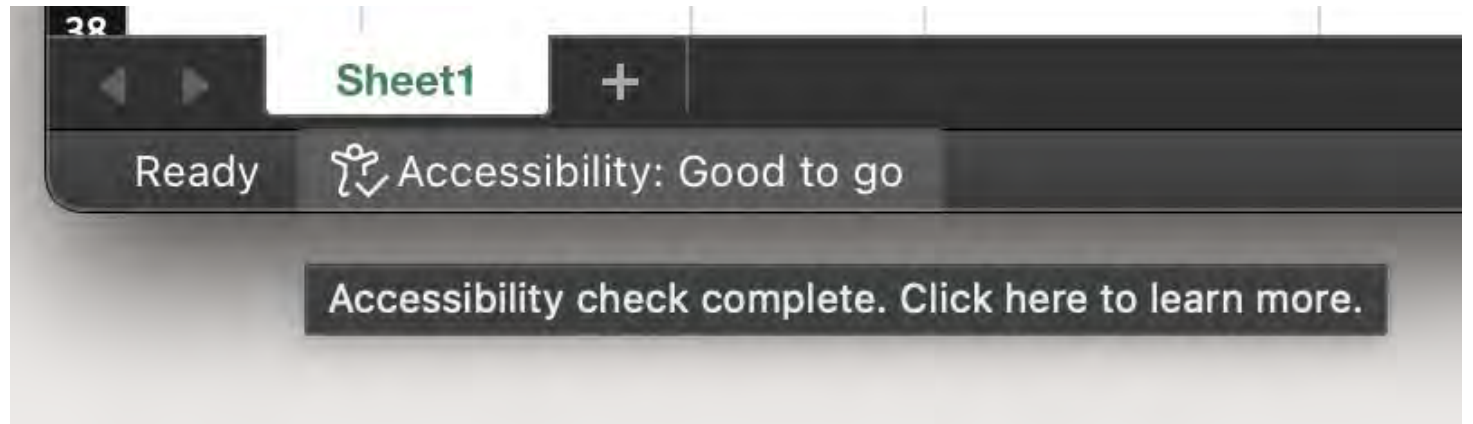 38
Sheet1 +
Ready Accessibility: Good to go
Accessibility check complete. Click here to learn more.